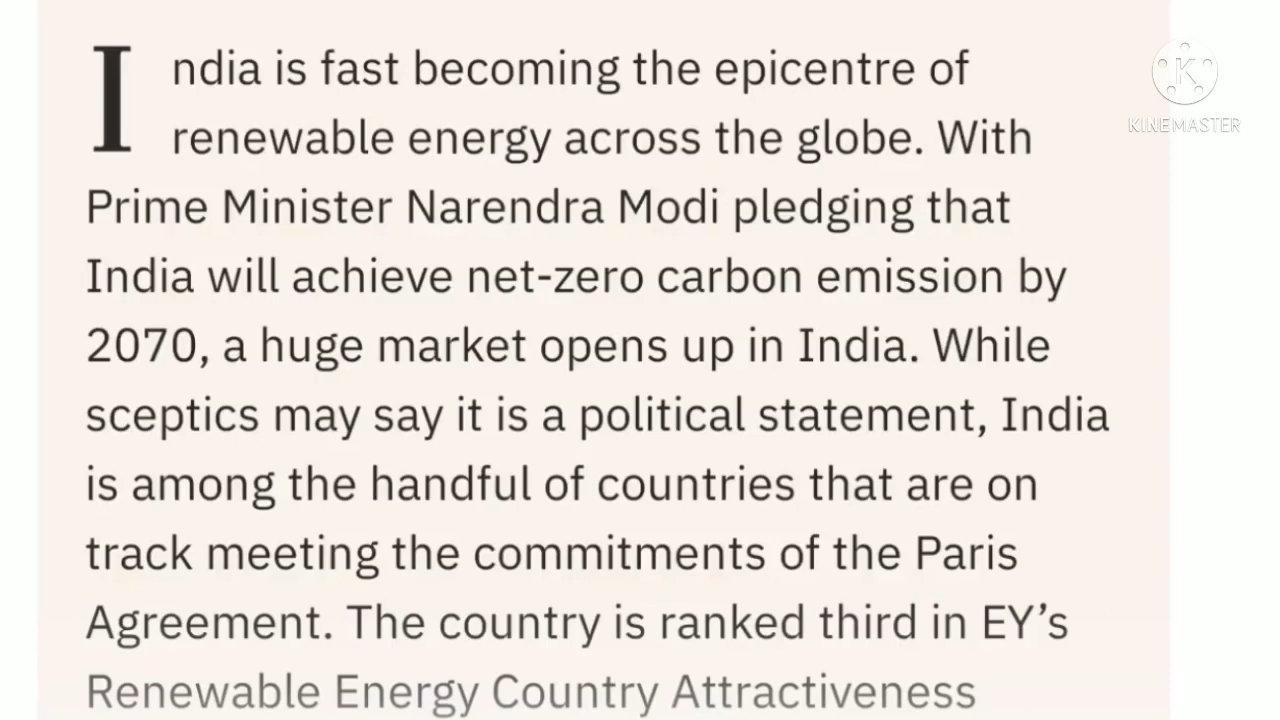 India is fast becoming the epicentre of
renewable energy across the globe. With
Prime Minister Narendra Modi pledging that
India will achieve net-zero carbon emission by
2070, a huge market opens up in India. While
sceptics may say it is a political statement, India
is among the handful of countries that are on
track meeting the commitments of the Paris
Agreement. The country is ranked third in EY’s
Renewable Energy Country Attractiveness
K
KINEMASTER